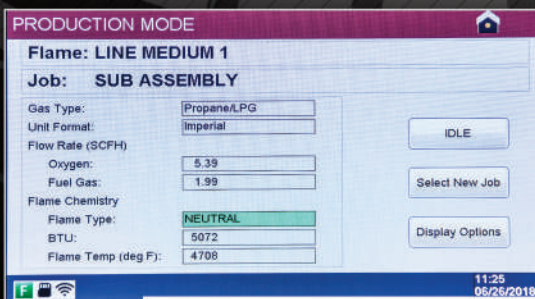 PRODUCTION MODE
Flame: LINE MEDIUM 1
Job: SUB ASSEMBLY
Gas Type: Propane/LPG
Unit Format: Imperial
Flow Rate (SCFH)
Oxygen: 5.39
Fuel Gas: 1.99
Flame Chemistry
Flame Type: NEUTRAL
BTU: 5072
Flame Temp (deg F): 4708
IDLE
Select New Job
Display Options
F
11:25
06/26/2018